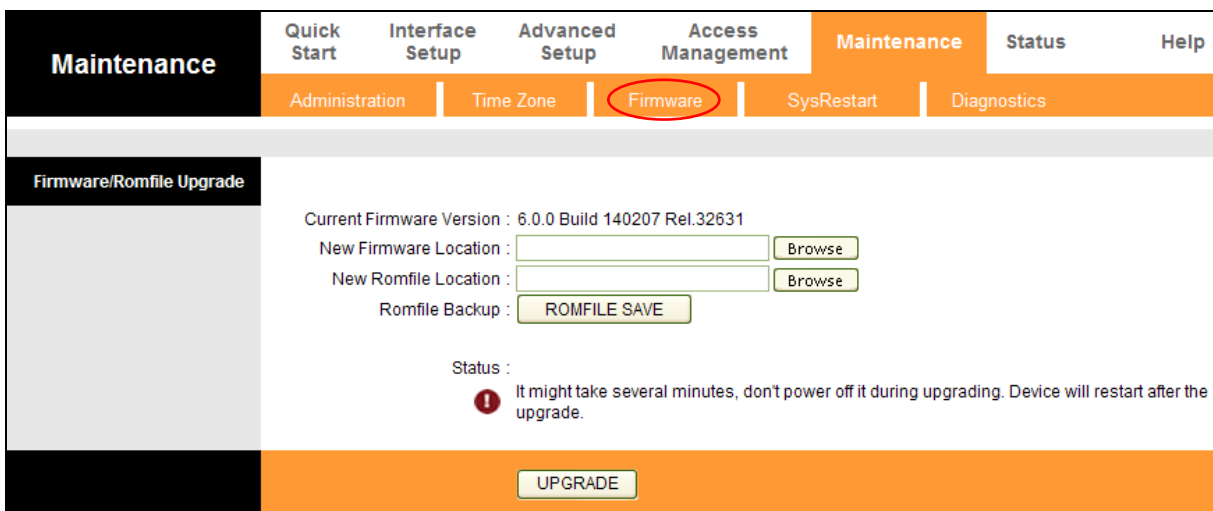 Maintenance
Quick Start
Interface Setup
Advanced Setup
Access Management
Maintenance
Status
Help
Administration
Time Zone
Firmware
SysRestart
Diagnostics
Firmware/Romfile Upgrade
Current Firmware Version : 6.0.0 Build 140207 Rel.32631
New Firmware Location : Browse
New Romfile Location : Browse
Romfile Backup : ROMFILE SAVE
Status :
It might take several minutes, don't power off it during upgrading. Device will restart after the
upgrade.
UPGRADE